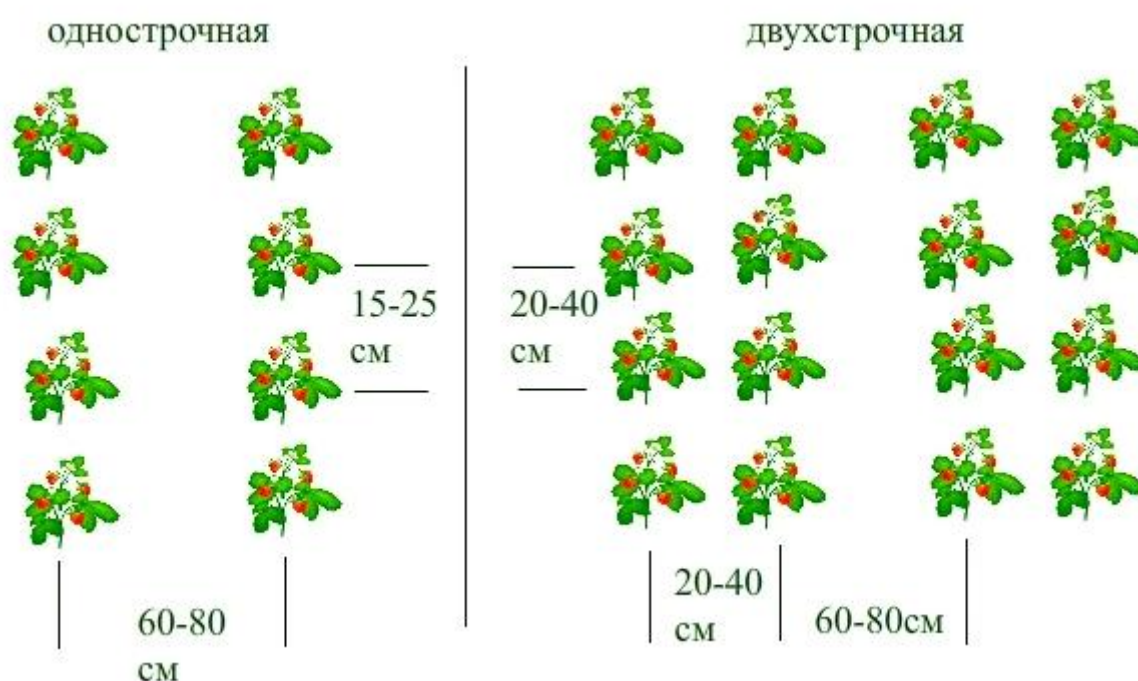 однострочная
двухстрочная
15-25
см
20-40
см
60-80
см
20-40
см
60-80см